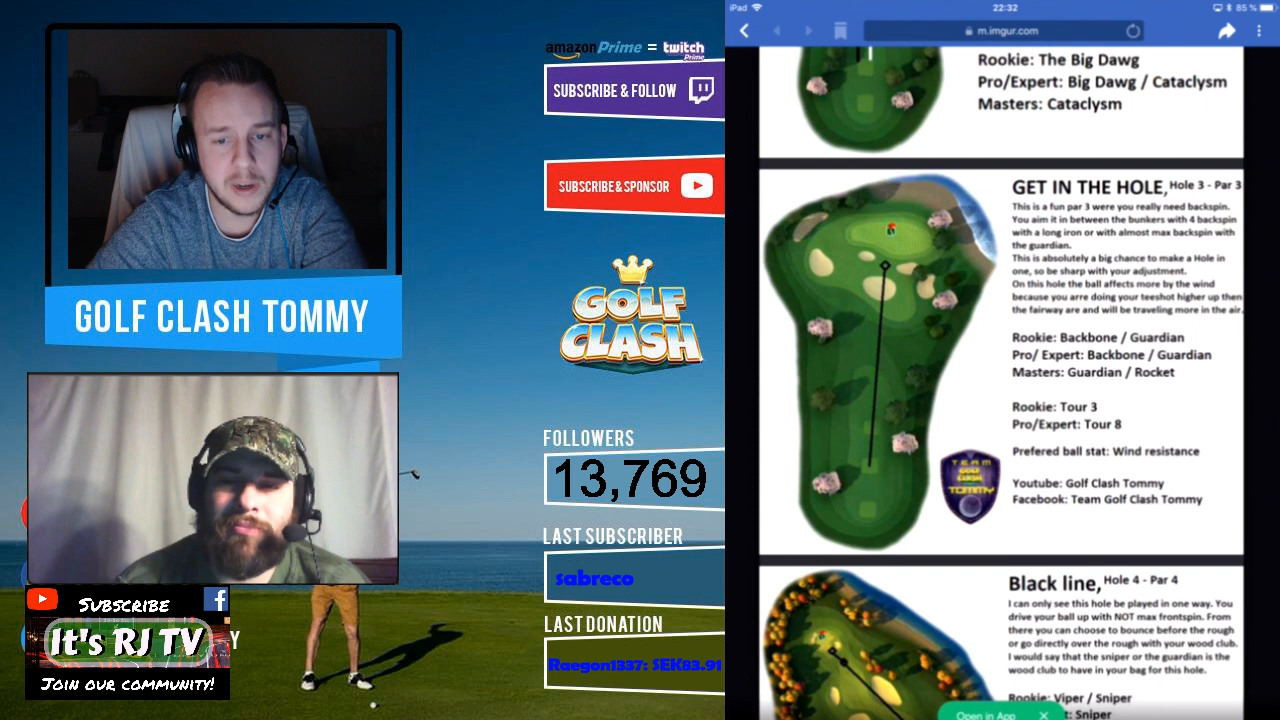 amazonPrime = twitch
Prime
SUBSCRIBE & FOLLOW
SUBSCRIBE & SPONSOR
GOLF CLASH TOMMY
GOLF
CLASH
FOLLOWERS
13,769
LAST SUBSCRIBER
sabreco
LAST DONATION
Raegon1337: SEK83.91
SUBSCRIBE
It's RJ TV
JOIN OUR COMMUNITY!
Y
iPad
22:32
85 %
m.imgur.com
Rookie: The Big Dawg
Pro/Expert: Big Dawg / Cataclysm
Masters: Cataclysm
GET IN THE HOLE, Hole 3 - Par 3
This is a fun par 3 were you really need backspin.
You aim it in between the bunkers with 4 backspin
with a long iron or with almost max backspin with
the guardian.
This is absolutely a big chance to make a Hole in
one, so be sharp with your adjustment.
On this hole the ball affects more by the wind
because you arre doing your teeshot higher up then
the fairway are and will be traveling more in the air.
Rookie: Backbone / Guardian
Pro/ Expert: Backbone / Guardian
Masters: Guardian / Rocket
Rookie: Tour 3
Pro/Expert: Tour 8
Prefered ball stat: Wind resistance
Youtube: Golf Clash Tommy
Facebook: Team Golf Clash Tommy
TEAM
GOLF
CLASH
TOMMY
Black line, Hole 4 - Par 4
I can only see this hole be played in one way. You
drive your ball up with NOT max frontspin. From
there you can choose to bounce before the rough
or go directly over the rough with your wood club.
I would say that the sniper or the guardian is the
wood club to have in your bag for this hole.
Rookie: Viper / Sniper
t: Sniper
Open in App